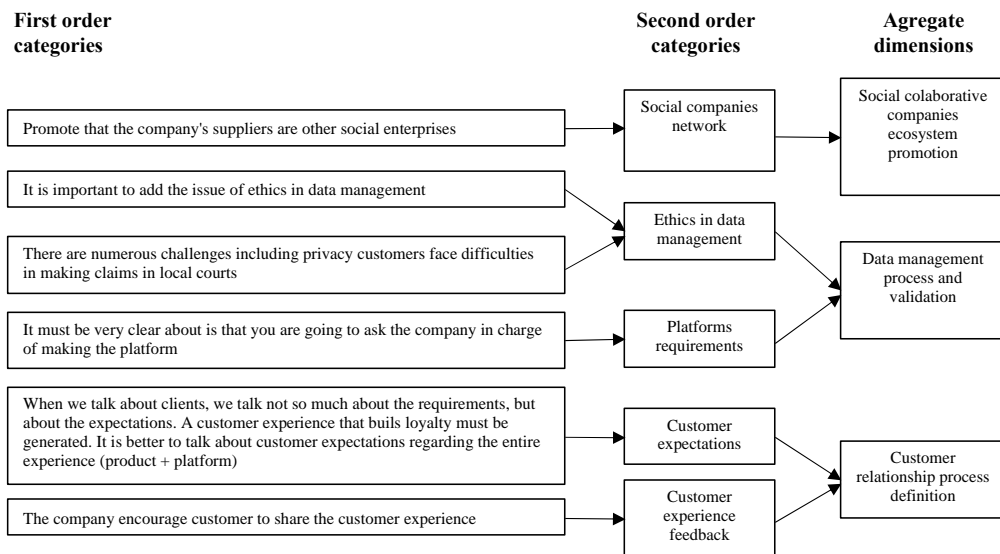 First order
categories
Second order
categories
Agregate
dimensions
Promote that the company's suppliers are other social enterprises
Social companies
network
Social colaborative
companies
ecosystem
promotion
It is important to add the issue of ethics in data management
There are numerous challenges including privacy customers face difficulties
in making claims in local courts
Ethics in data
management
Data management
process and
validation
It must be very clear about is that you are going to ask the company in charge
of making the platform
Platforms
requirements
When we talk about clients, we talk not so much about the requirements, but
about the expectations. A customer experience that buils loyalty must be
generated. It is better to talk about customer expectations regarding the entire
experience (product + platform)
Customer
expectations
Customer
relationship process
definition
The company encourage customer to share the customer experience
Customer
experience
feedback